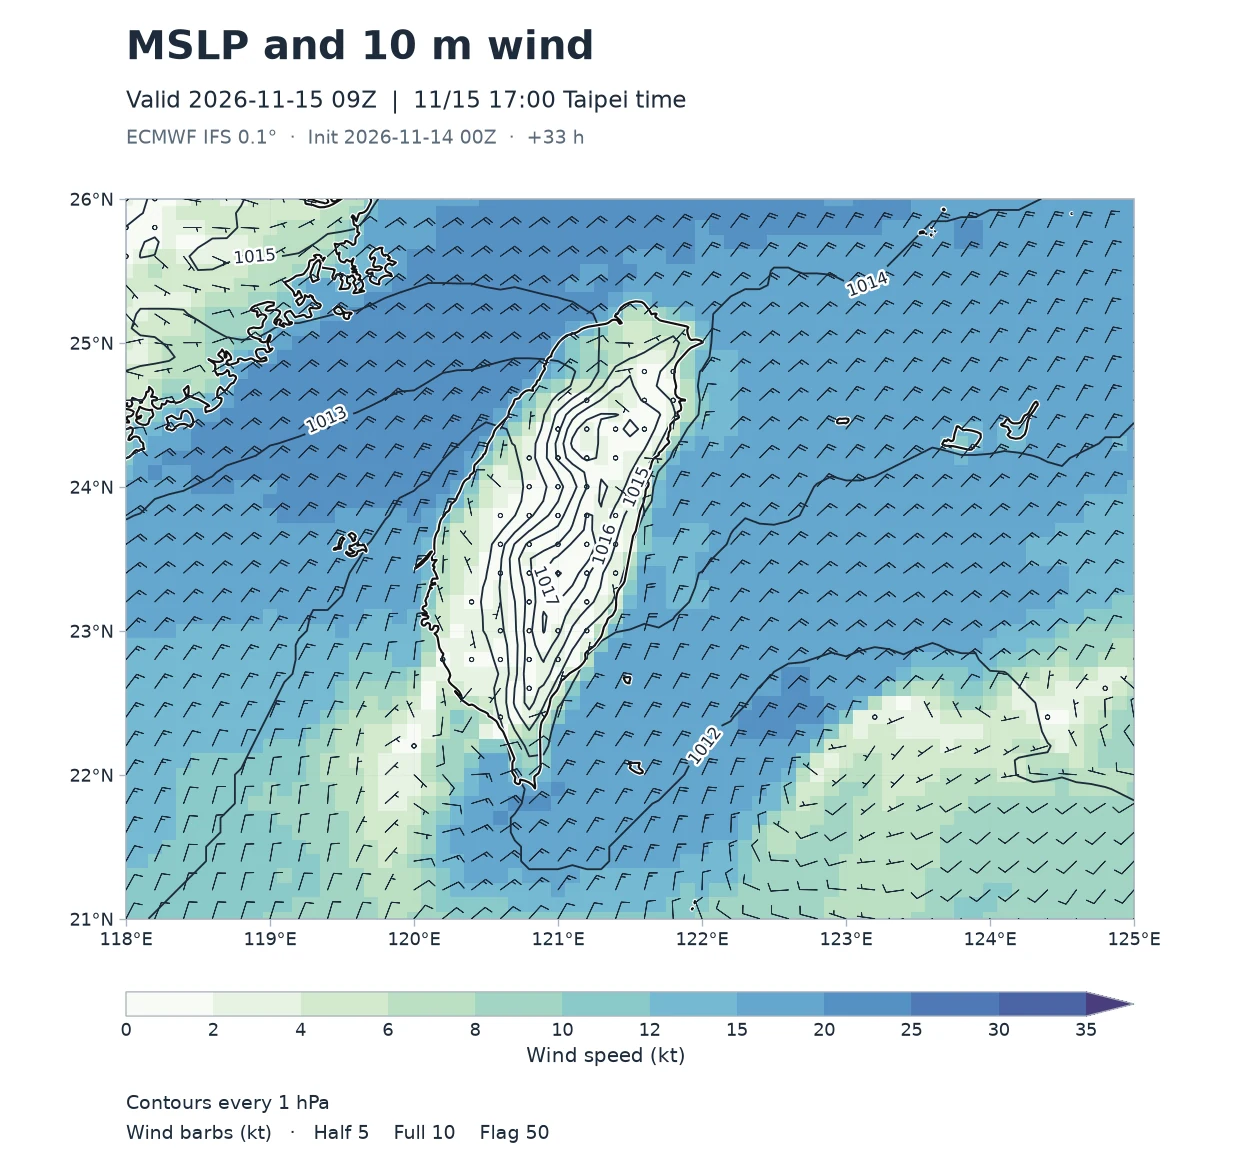 MSLP and 10 m wind
Valid 2026-11-15 09Z | 11/15 17:00 Taipei time
ECMWF IFS 0.1° · Init 2026-11-14 00Z · +33 h
26°N
1015
1014
25°N
1013
24°N
1015
1016
1017
23°N
1012
22°N
21°N
118°E 119°E 120°E 121°E 122°E 123°E 124°E 125°E
0 2 4 6 8 10 12 15 20 25 30 35
Wind speed (kt)
Contours every 1 hPa
Wind barbs (kt) · Half 5 Full 10 Flag 50